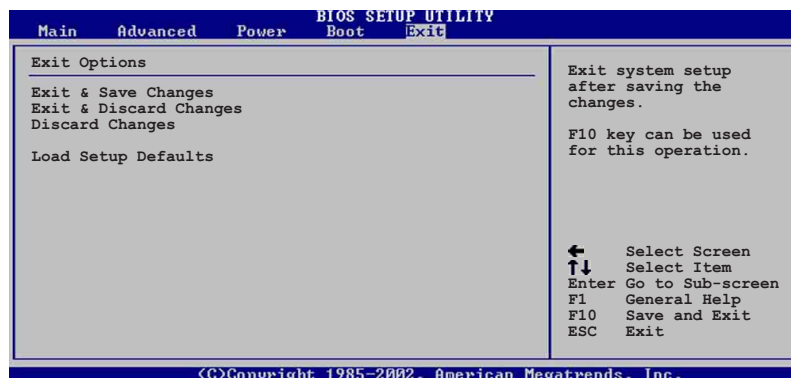 BIOS SETUP UTILITY
Main Advanced Power Boot Exit
Exit Options
Exit & Save Changes
Exit & Discard Changes
Discard Changes
Load Setup Defaults
Exit system setup
after saving the
changes.
F10 key can be used
for this operation.
← Select Screen
↑↓ Select Item
Enter Go to Sub-screen
F1 General Help
F10 Save and Exit
ESC Exit
(C)Copyright 1985-2002, American Megatrends, Inc.